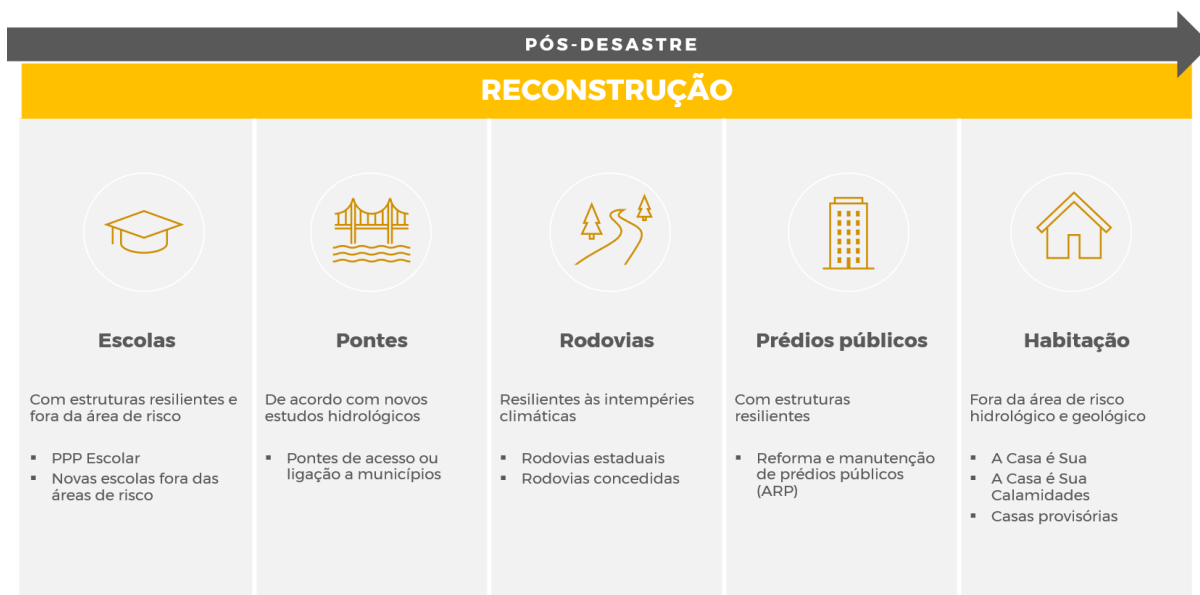 PÓS-DESASTRE
RECONSTRUÇÃO
Escolas
Com estruturas resilientes e
fora da área de risco
▪ PPP Escolar
▪ Novas escolas fora das
áreas de risco
Pontes
De acordo com novos
estudos hidrológicos
▪ Pontes de acesso ou
ligação a municípios
Rodovias
Resilientes às intempéries
climáticas
▪ Rodovias estaduais
▪ Rodovias concedidas
Prédios públicos
Com estruturas
resilientes
▪ Reforma e manutenção
de prédios públicos
(ARP)
Habitação
Fora da área de risco
hidrológico e geológico
▪ A Casa é Sua
▪ A Casa é Sua
Calamidades
▪ Casas provisórias